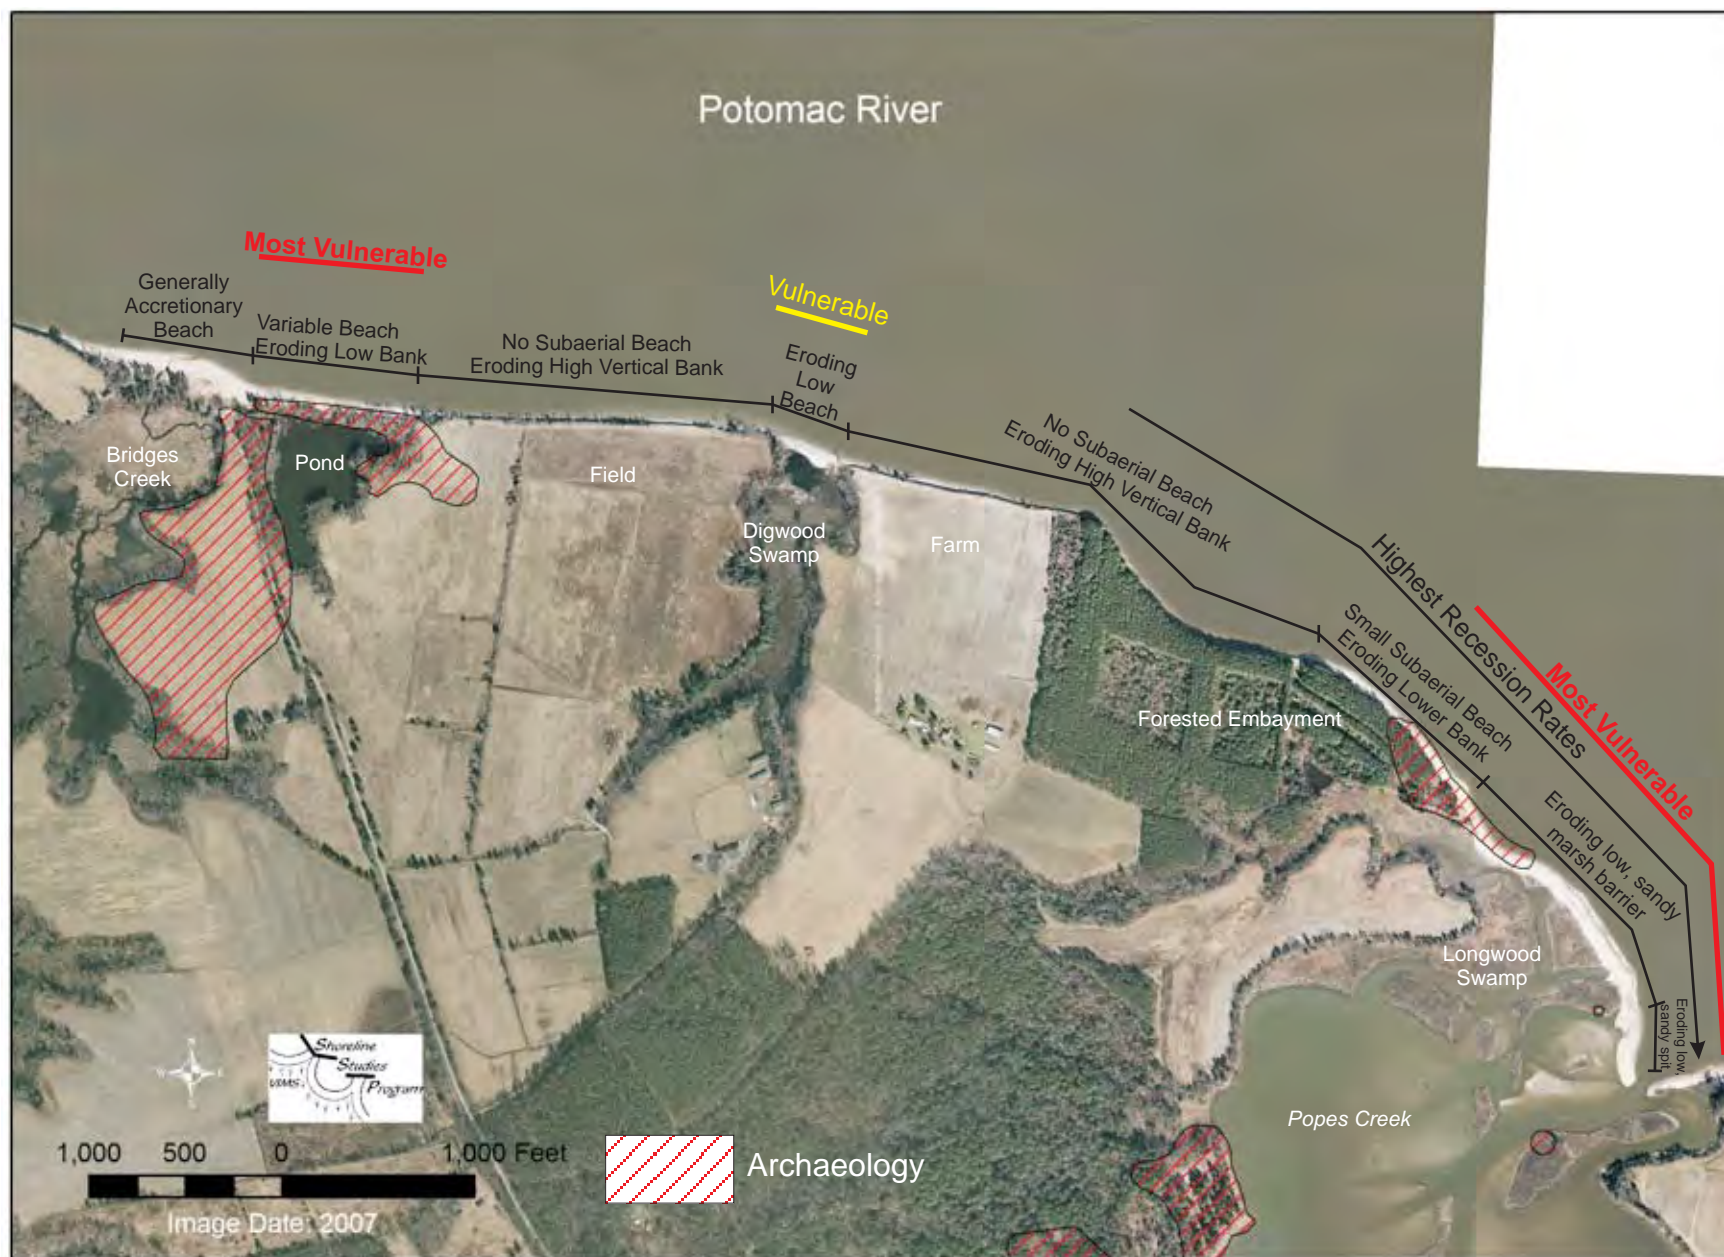 Potomac River
Most Vulnerable
Generally
Accretionary
Beach
Variable Beach
Eroding Low Bank
No Subaerial Beach
Eroding High Vertical Bank
Vulnerable
Eroding
Low
Beach
No Subaerial Beach
Eroding High Vertical Bank
Highest Recession Rates
Most Vulnerable
Small Subaerial Beach
Eroding Lower Bank
Eroding low, sandy
marsh barrier
Eroding low,
sandy spit
Bridges
Creek
Pond
Field
Digwood
Swamp
Farm
Forested Embayment
Longwood
Swamp
Popes Creek
N
W E
S
Shoreline
Studies
Program
VIMS
1,000 500 0 1,000 Feet
Image Date: 2007
Archaeology